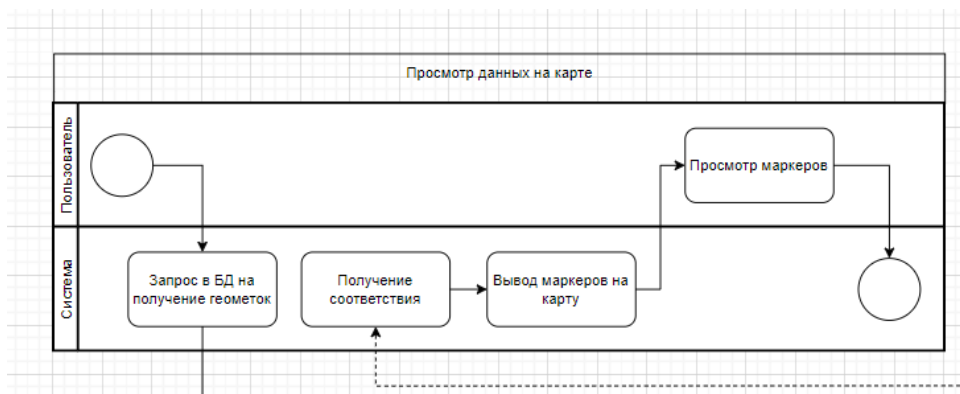 Просмотр данных на карте
Пользователь
Просмотр маркеров
Система
Запрос в БД на
получение геометок
Получение
соответствия
Вывод маркеров на
карту